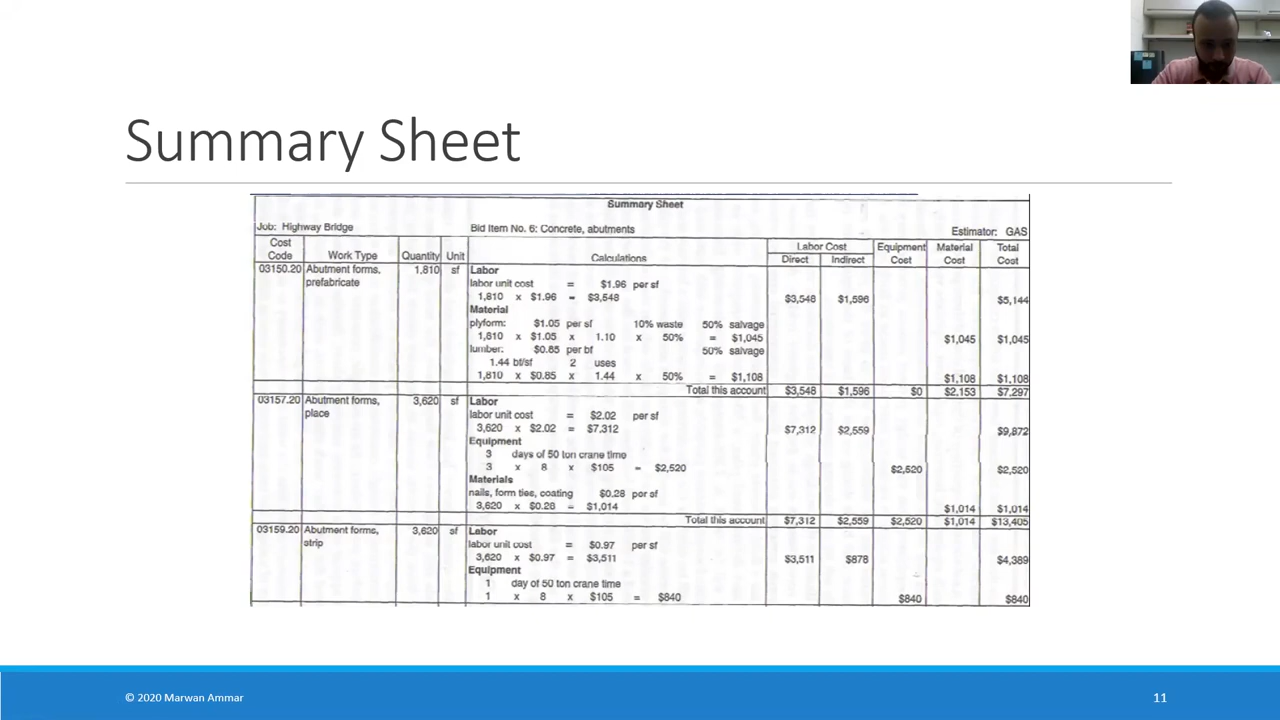 Summary Sheet
Summary Sheet
Job: Highway Bridge Bid Item No. 6: Concrete, abutments Estimator: GAS
Cost Code Work Type Quantity Unit Calculations Labor Cost Direct Indirect Equipment Cost Material Cost Total Cost
03150.20 Abutment forms, 1,810 sf Labor
prefabricate labor unit cost = $1.96 per sf
1,810 x $1.96 = $3,548 $3,548 $1,596 $5,144
Material
plyform: $1.05 per sf 10% waste 50% salvage
1,810 x $1.05 x 1.10 x 50% = $1,045 $1,045 $1,045
lumber: $0.85 per bf 50% salvage
1.44 bf/sf 2 uses
1,810 x $0.85 x 1.44 x 50% = $1,108 $1,108 $1,108
Total this account $3,548 $1,596 $0 $2,153 $7,297
03157.20 Abutment forms, 3,620 sf Labor
place labor unit cost = $2.02 per sf
3,620 x $2.02 = $7,312 $7,312 $2,559 $9,872
Equipment
3 days of 50 ton crane time
3 x 8 x $105 = $2,520 $2,520 $2,520
Materials
nails, form ties, coating $0.28 per sf
3,620 x $0.28 = $1,014 $1,014 $1,014
Total this account $7,312 $2,559 $2,520 $1,014 $13,405
03159.20 Abutment forms, 3,620 sf Labor
strip labor unit cost = $0.97 per sf
3,620 x $0.97 = $3,511 $3,511 $878 $4,389
Equipment
1 day of 50 ton crane time
1 x 8 x $105 = $840 $840 $840
© 2020 Marwan Ammar 11